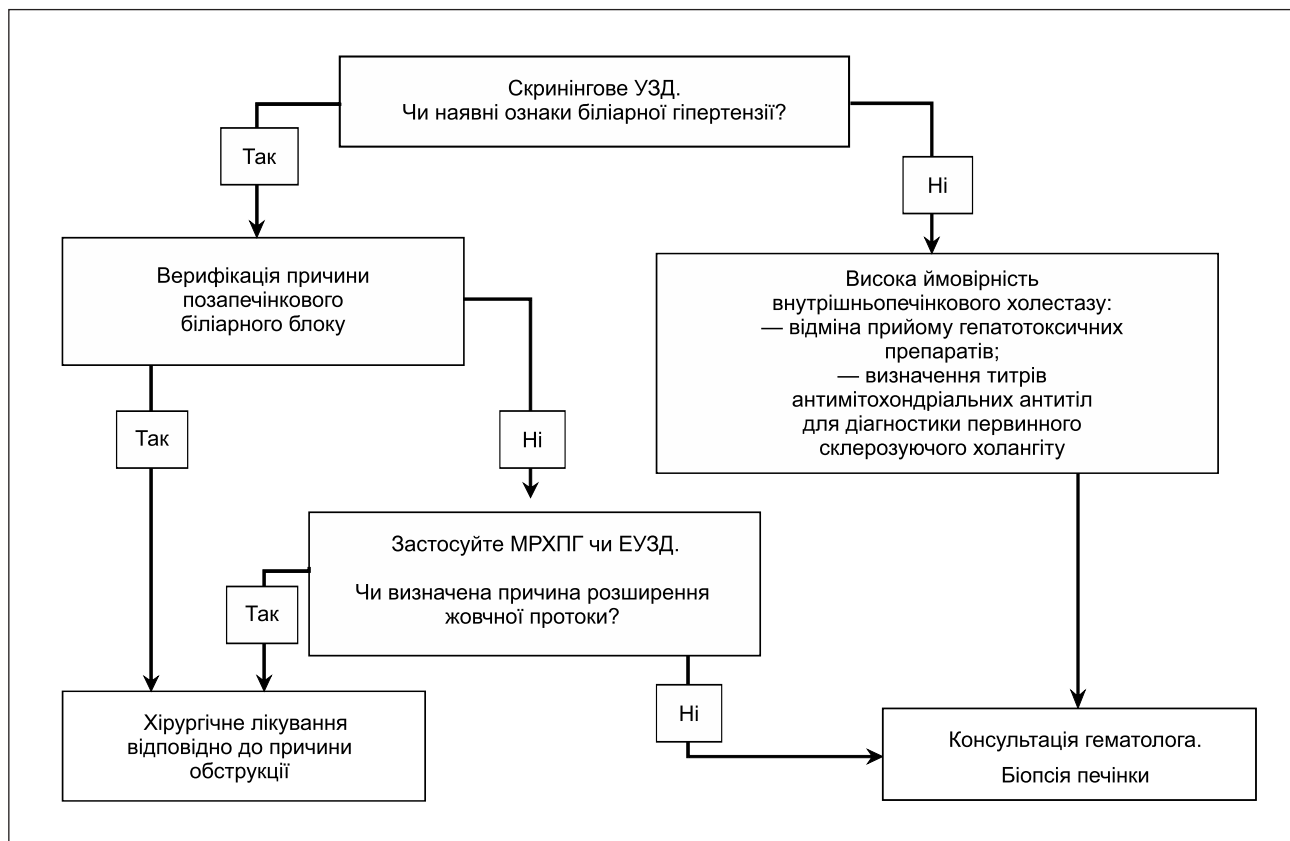 Скринінгове УЗД.
Чи наявні ознаки біліарної гіпертензії?
Так
Ні
Верифікація причини
позапечінкового
біліарного блоку
Висока ймовірність
внутрішньопечінкового холестазу:
— відміна прийому гепатотоксичних
препаратів;
— визначення титрів
антимітохондріальних антитіл
для діагностики первинного
склерозуючого холангіту
Так
Ні
Застосуйте МРХПГ чи ЕУЗД.
Чи визначена причина розширення
жовчної протоки?
Так
Ні
Хірургічне лікування
відповідно до причини
обструкції
Консультація гематолога.
Біопсія печінки